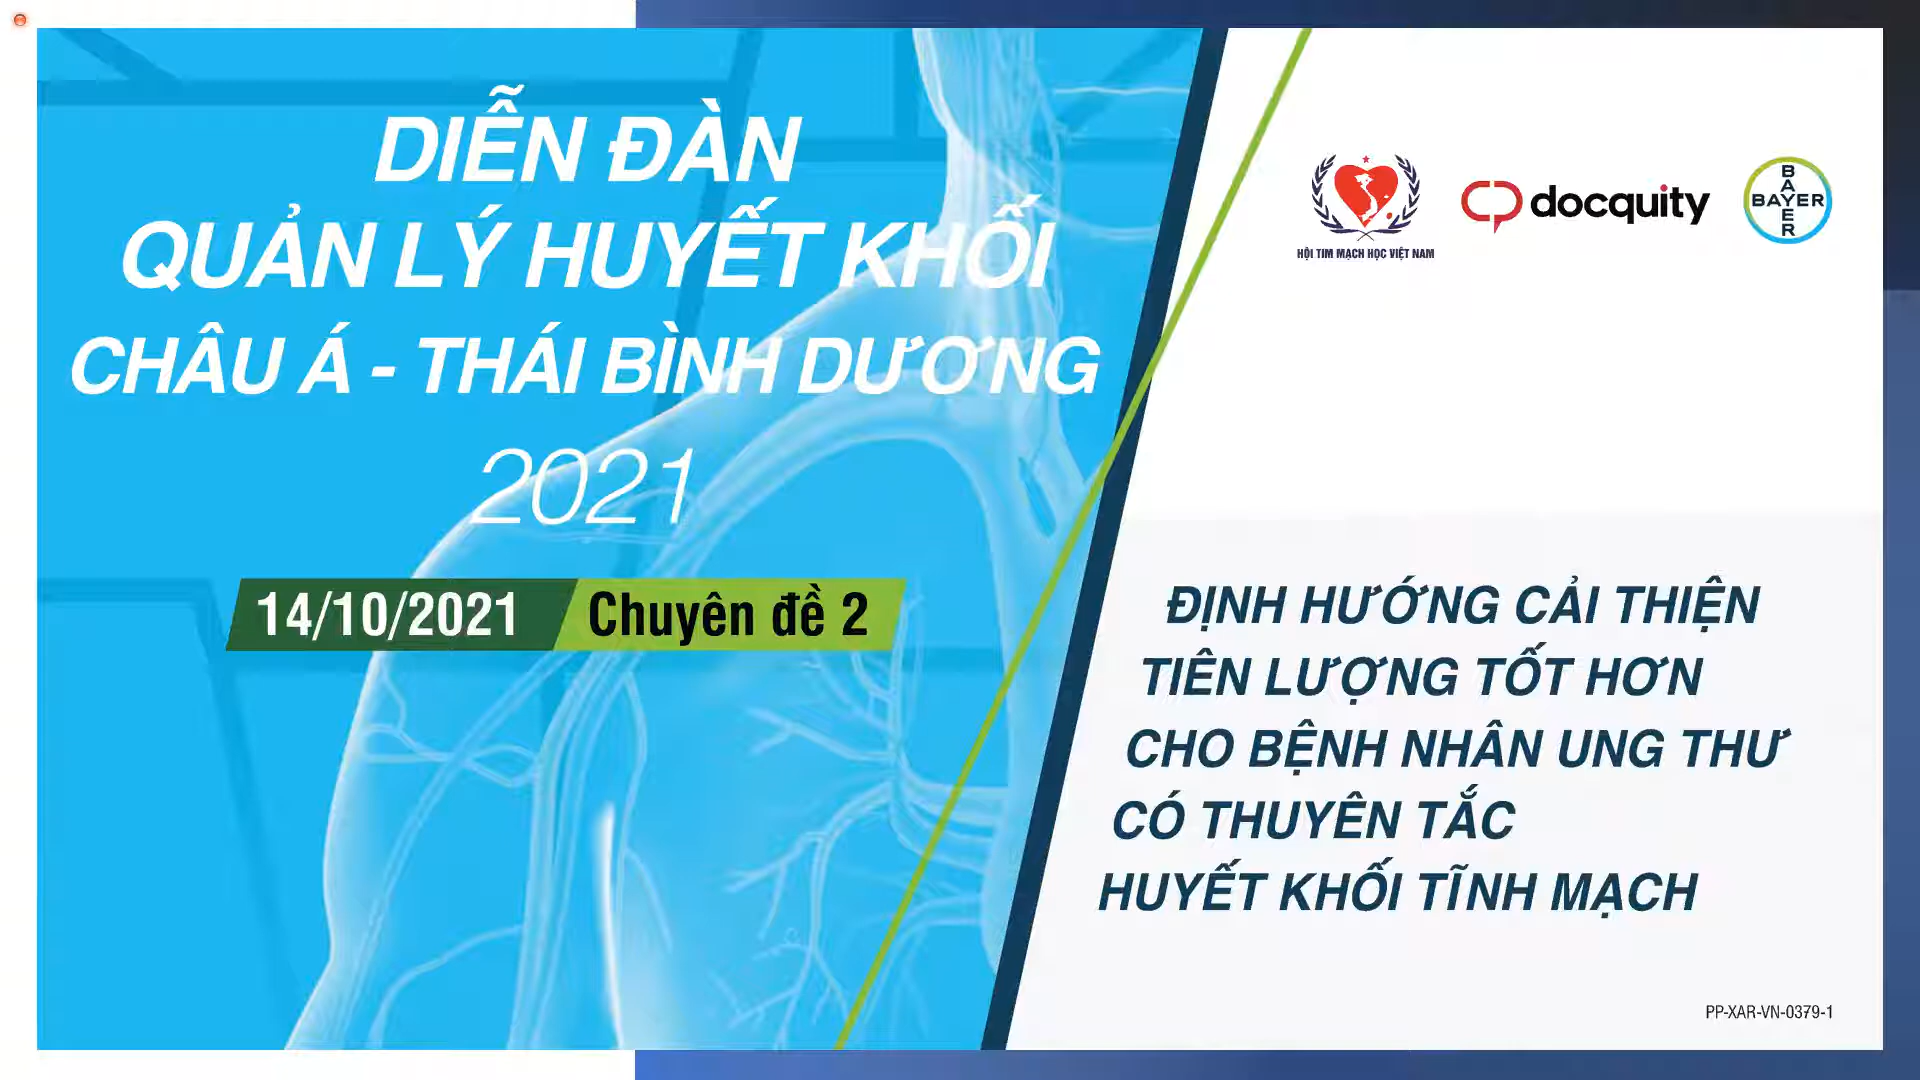 DIỄN ĐÀN
QUẢN LÝ HUYẾT KHỐI
CHÂU Á - THÁI BÌNH DƯƠNG
2021
14/10/2021 Chuyên đề 2
HỘI TIM MẠCH HỌC VIỆT NAM
docquity
BAYER
BAYER
ĐỊNH HƯỚNG CẢI THIỆN
TIÊN LƯỢNG TỐT HƠN
CHO BỆNH NHÂN UNG THƯ
CÓ THUYÊN TẮC
HUYẾT KHỐI TĨNH MẠCH
PP-XAR-VN-0379-1